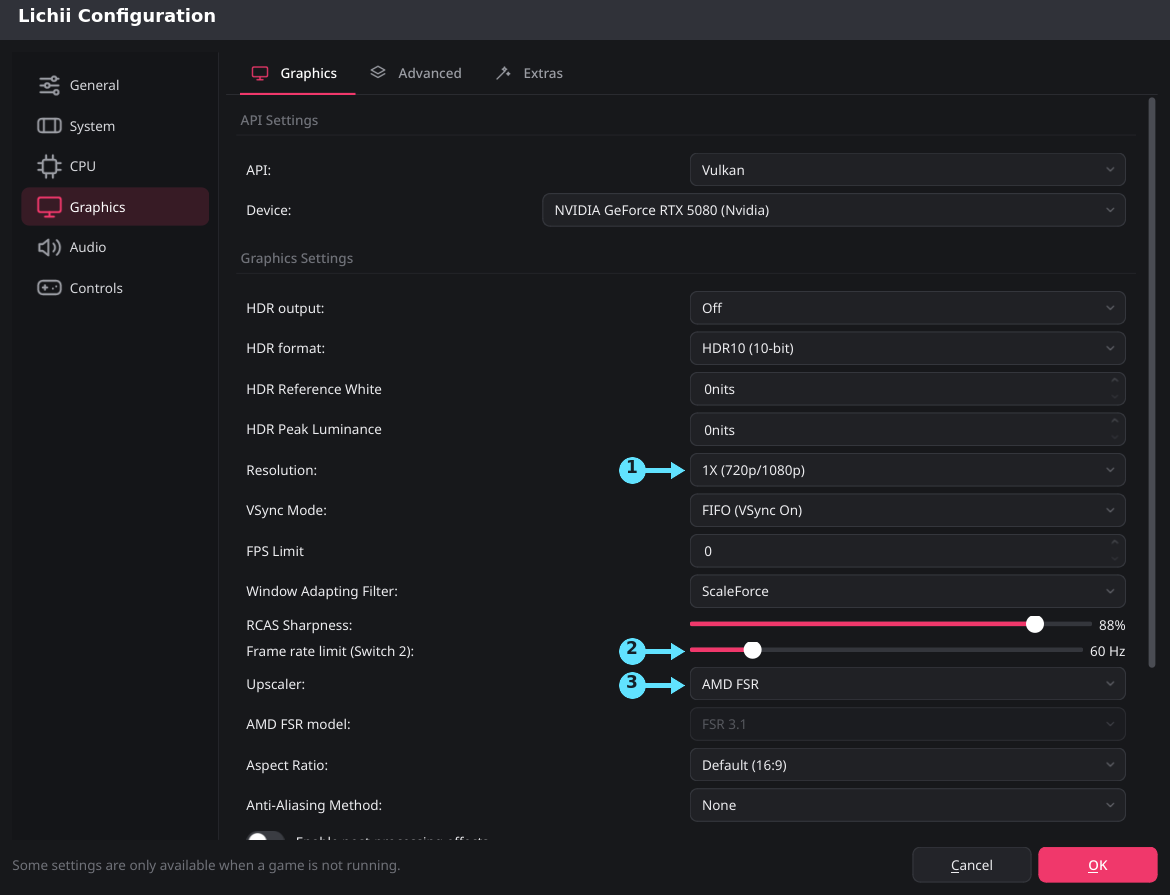 Lichii Configuration
General
System
CPU
Graphics
Audio
Controls
Graphics
Advanced
Extras
API Settings
API: Vulkan
Device: NVIDIA GeForce RTX 5080 (Nvidia)
Graphics Settings
HDR output: Off
HDR format: HDR10 (10-bit)
HDR Reference White 0nits
HDR Peak Luminance 0nits
Resolution: 1 1X (720p/1080p)
VSync Mode: FIFO (VSync On)
FPS Limit 0
Window Adapting Filter: ScaleForce
RCAS Sharpness: 88%
Frame rate limit (Switch 2): 2 60 Hz
Upscaler: 3 AMD FSR
AMD FSR model: FSR 3.1
Aspect Ratio: Default (16:9)
Anti-Aliasing Method: None
Enable post-processing effects
Some settings are only available when a game is not running.
Cancel
OK